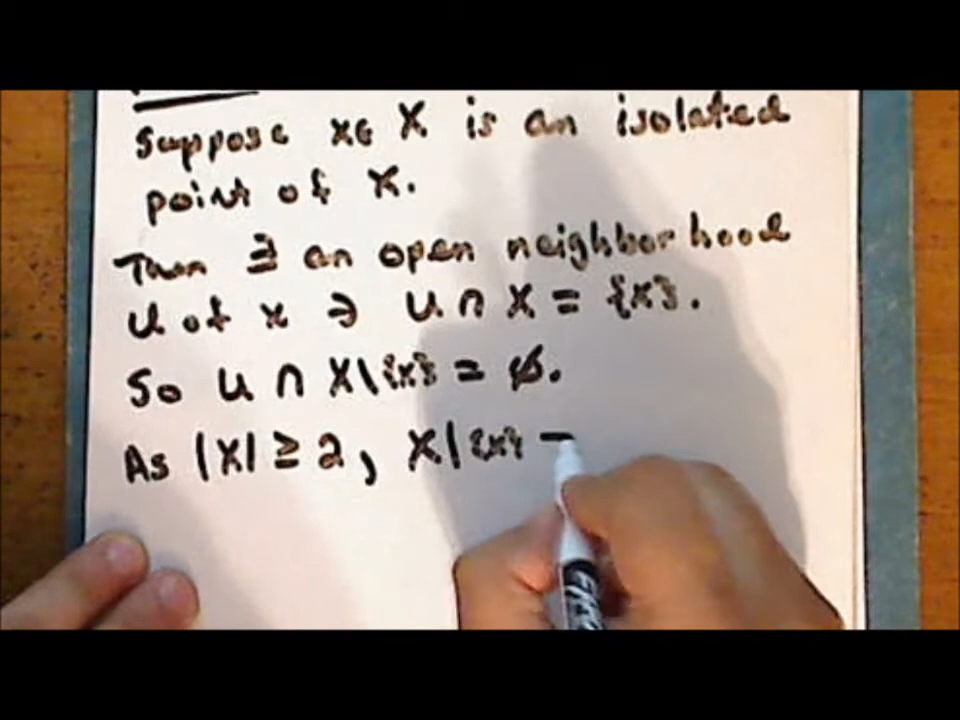 Suppose x∈ X is an isolated
point of X.
Then ∃ an open neighborhood
U of x ∋ U ∩ X = {x}.
So U ∩ X\{x} = ∅.
As |X| ≥ 2, X\{x} =